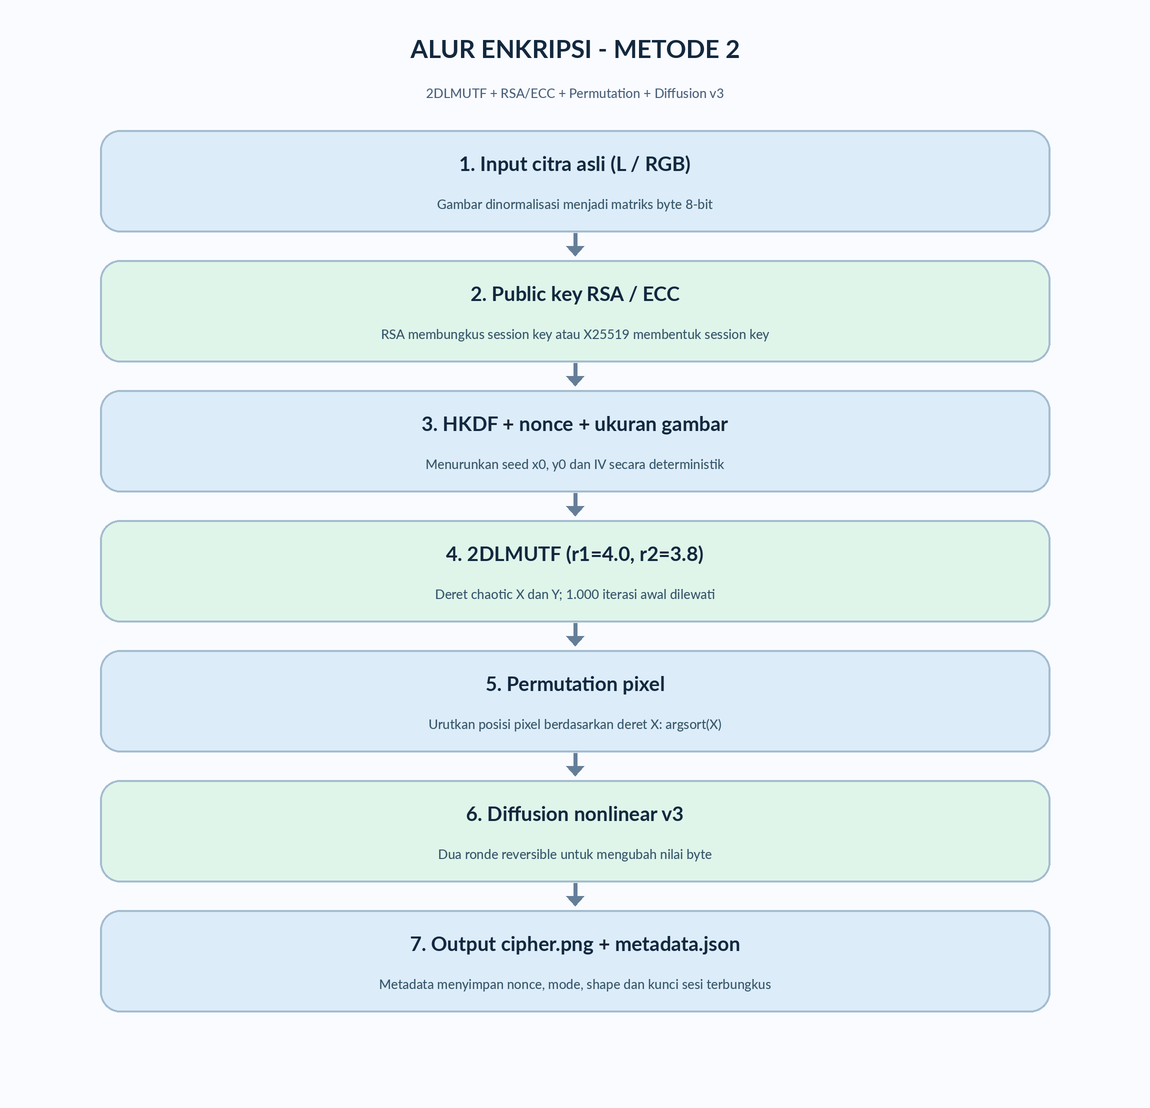 ALUR ENKRIPSI - METODE 2
2DLMUTF + RSA/ECC + Permutation + Diffusion v3
1. Input citra asli (L / RGB)
Gambar dinormalisasi menjadi matriks byte 8-bit
2. Public key RSA / ECC
RSA membungkus session key atau X25519 membentuk session key
3. HKDF + nonce + ukuran gambar
Menurunkan seed x0, y0 dan IV secara deterministik
4. 2DLMUTF (r1=4.0, r2=3.8)
Deret chaotic X dan Y; 1.000 iterasi awal dilewati
5. Permutation pixel
Urutkan posisi pixel berdasarkan deret X: argsort(X)
6. Diffusion nonlinear v3
Dua ronde reversible untuk mengubah nilai byte
7. Output cipher.png + metadata.json
Metadata menyimpan nonce, mode, shape dan kunci sesi terbungkus